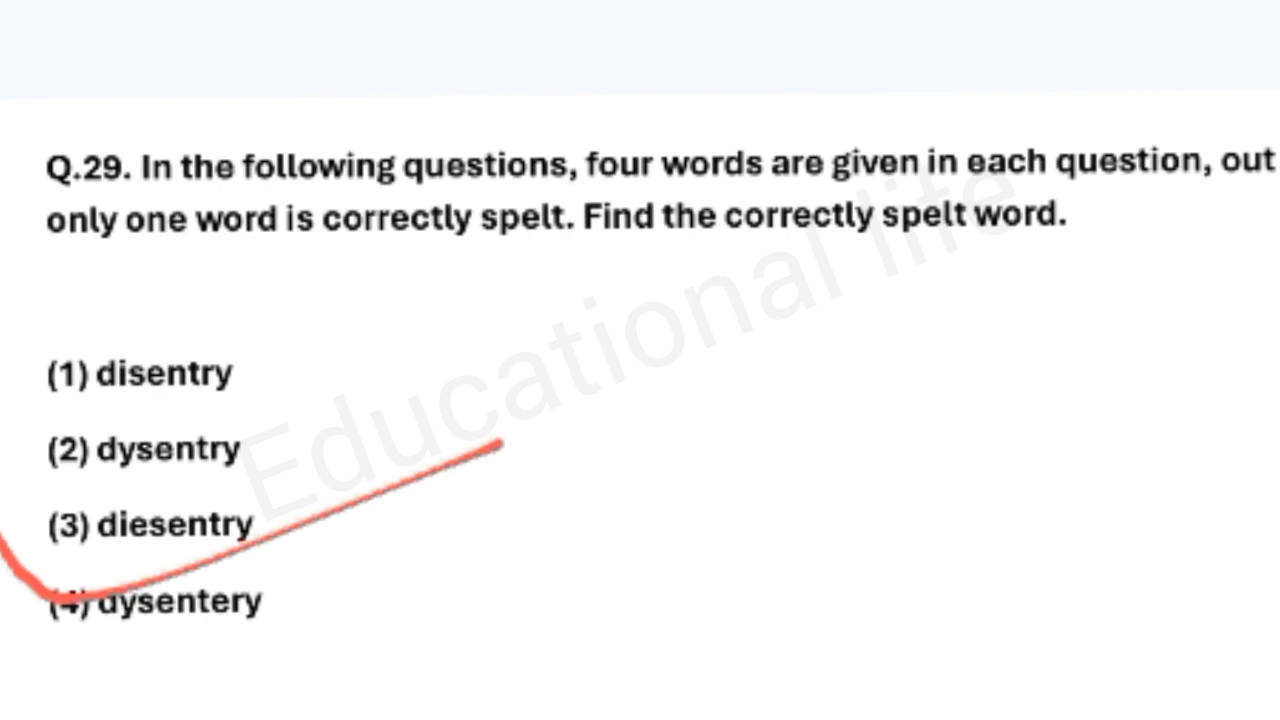 Q.29. In the following questions, four words are given in each question, out
only one word is correctly spelt. Find the correctly spelt word.
Educational life
(1) disentry
(2) dysentry
(3) diesentry
(4) dysentery